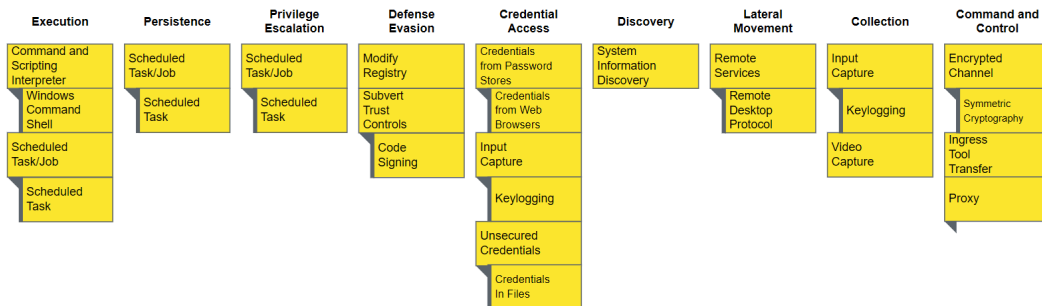 Execution
Command and
Scripting
Interpreter
Windows
Command
Shell
Scheduled
Task/Job
Scheduled
Task
Persistence
Scheduled
Task/Job
Scheduled
Task
Privilege
Escalation
Scheduled
Task/Job
Scheduled
Task
Defense
Evasion
Modify
Registry
Subvert
Trust
Controls
Code
Signing
Credential
Access
Credentials
from Password
Stores
Credentials
from Web
Browsers
Input
Capture
Keylogging
Unsecured
Credentials
Credentials
In Files
Discovery
System
Information
Discovery
Lateral
Movement
Remote
Services
Remote
Desktop
Protocol
Collection
Input
Capture
Keylogging
Video
Capture
Command and
Control
Encrypted
Channel
Symmetric
Cryptography
Ingress
Tool
Transfer
Proxy